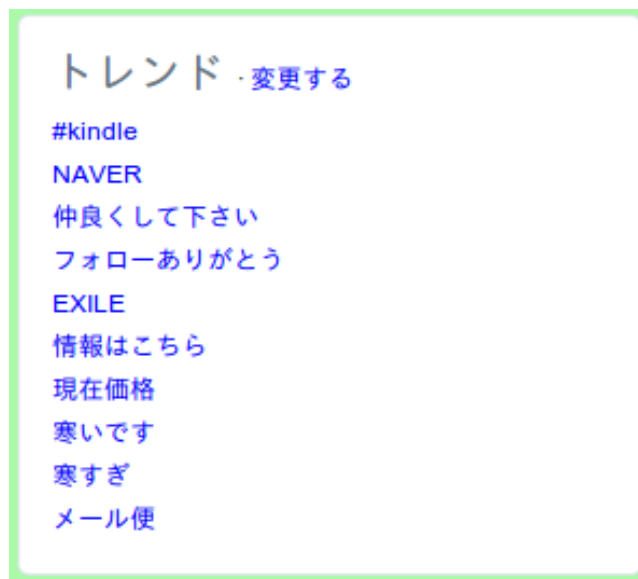 トレンド · 変更する
#kindle
NAVER
仲良くして下さい
フォローありがとう
EXILE
情報はこちら
現在価格
寒いです
寒すぎ
メール便